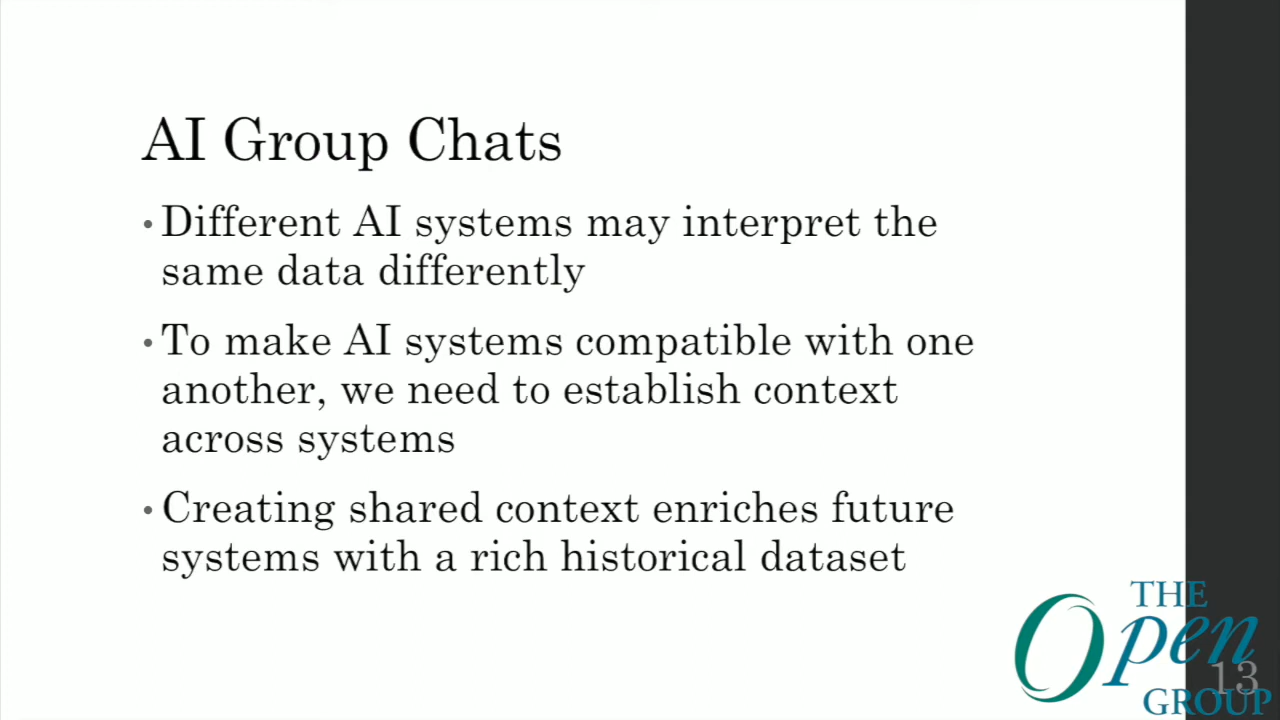 AI Group Chats
• Different AI systems may interpret the
same data differently
• To make AI systems compatible with one
another, we need to establish context
across systems
• Creating shared context enriches future
systems with a rich historical dataset
THE
Open
13
GROUP